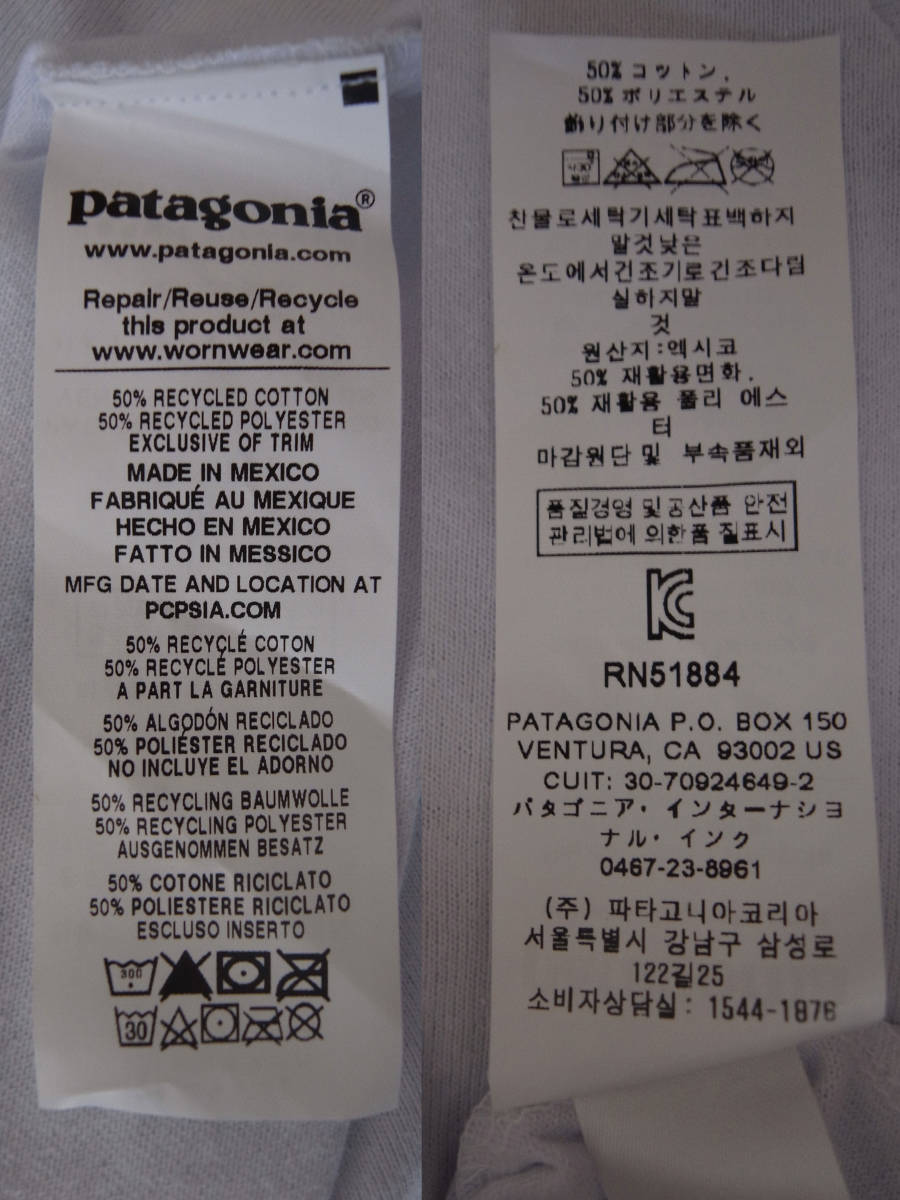 patagonia®
www.patagonia.com
Repair/Reuse/Recycle
this product at
www.wornwear.com
50% RECYCLED COTTON
50% RECYCLED POLYESTER
EXCLUSIVE OF TRIM
MADE IN MEXICO
FABRIQUÉ AU MEXIQUE
HECHO EN MEXICO
FATTO IN MESSICO
MFG DATE AND LOCATION AT
PCPSIA.COM
50% RECYCLÉ COTON
50% RECYCLÉ POLYESTER
A PART LA GARNITURE
50% ALGODÓN RECICLADO
50% POLIÉSTER RECICLADO
NO INCLUYE EL ADORNO
50% RECYCLING BAUMWOLLE
50% RECYCLING POLYESTER
AUSGENOMMEN BESATZ
50% COTONE RICICLATO
50% POLIESTERE RICICLATO
ESCLUSO INSERTO
30
50% コットン,
50% ポリエステル
飾り付け部分を除く
찬물로세탁기세탁표백하지
말것낮은
온도에서건조기로건조다림
실하지말
것
원산지:멕시코
50% 재활용면화.
50% 재활용 폴리 에스
터
마감원단및 부속품재외
품질경영 및공산품 안전
관리법에 의한품 질표시
RN51884
PATAGONIA P.O. BOX 150
VENTURA, CA 93002 US
CUIT: 30-70924649-2
パタゴニア・インターナショ
ナル・インク
0467-23-8961
(주) 파타고니아코리아
서울특별시 강남구 삼성로
122길25
소비자상담실: 1544-1876